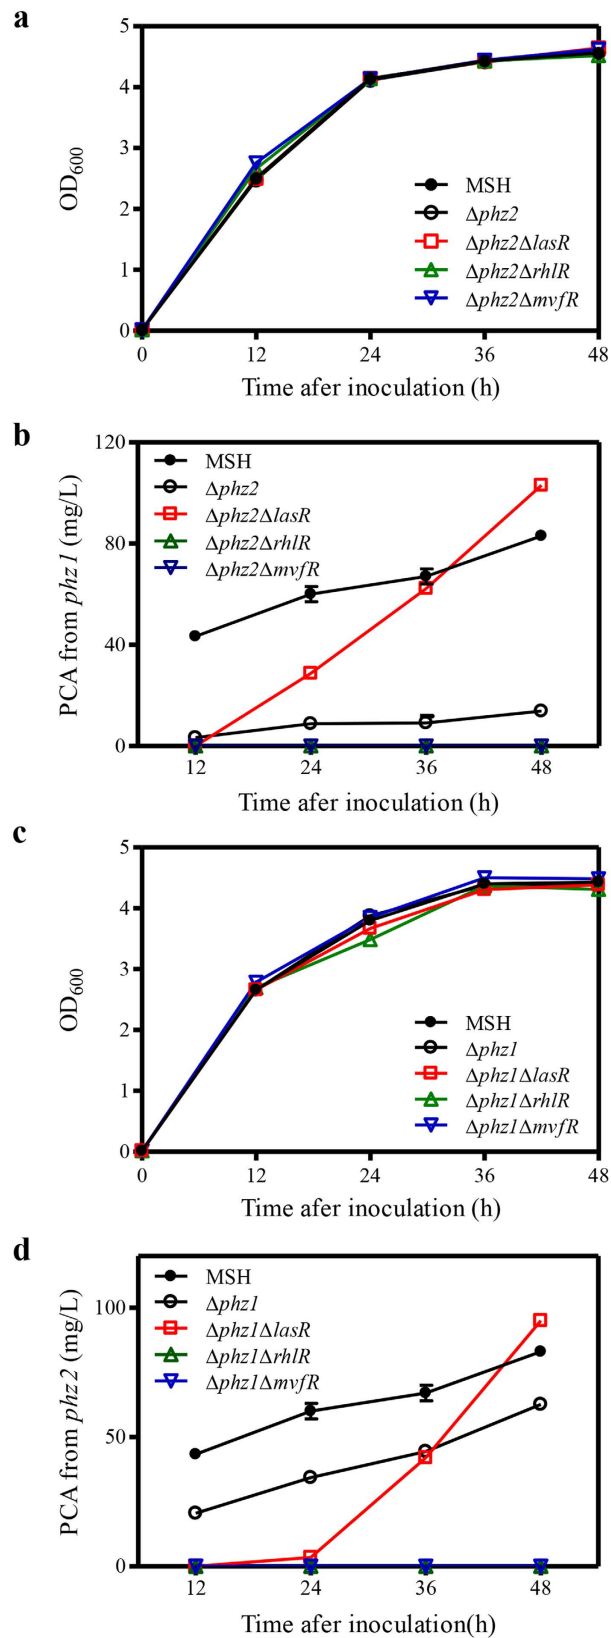 a
5
4
3
2
1
0
OD600
MSH
Δphz2
Δphz2ΔlasR
Δphz2ΔrhlR
Δphz2ΔmvfR
0 12 24 36 48
Time afer inoculation (h)
b
120
80
40
0
PCA from phz1 (mg/L)
MSH
Δphz2
Δphz2ΔlasR
Δphz2ΔrhlR
Δphz2ΔmvfR
12 24 36 48
Time afer inoculation (h)
c
5
4
3
2
1
0
OD600
MSH
Δphz1
Δphz1ΔlasR
Δphz1ΔrhlR
Δphz1ΔmvfR
0 12 24 36 48
Time afer inoculation (h)
d
100
50
0
PCA from phz2 (mg/L)
MSH
Δphz1
Δphz1ΔlasR
Δphz1ΔrhlR
Δphz1ΔmvfR
12 24 36 48
Time afer inoculation(h)